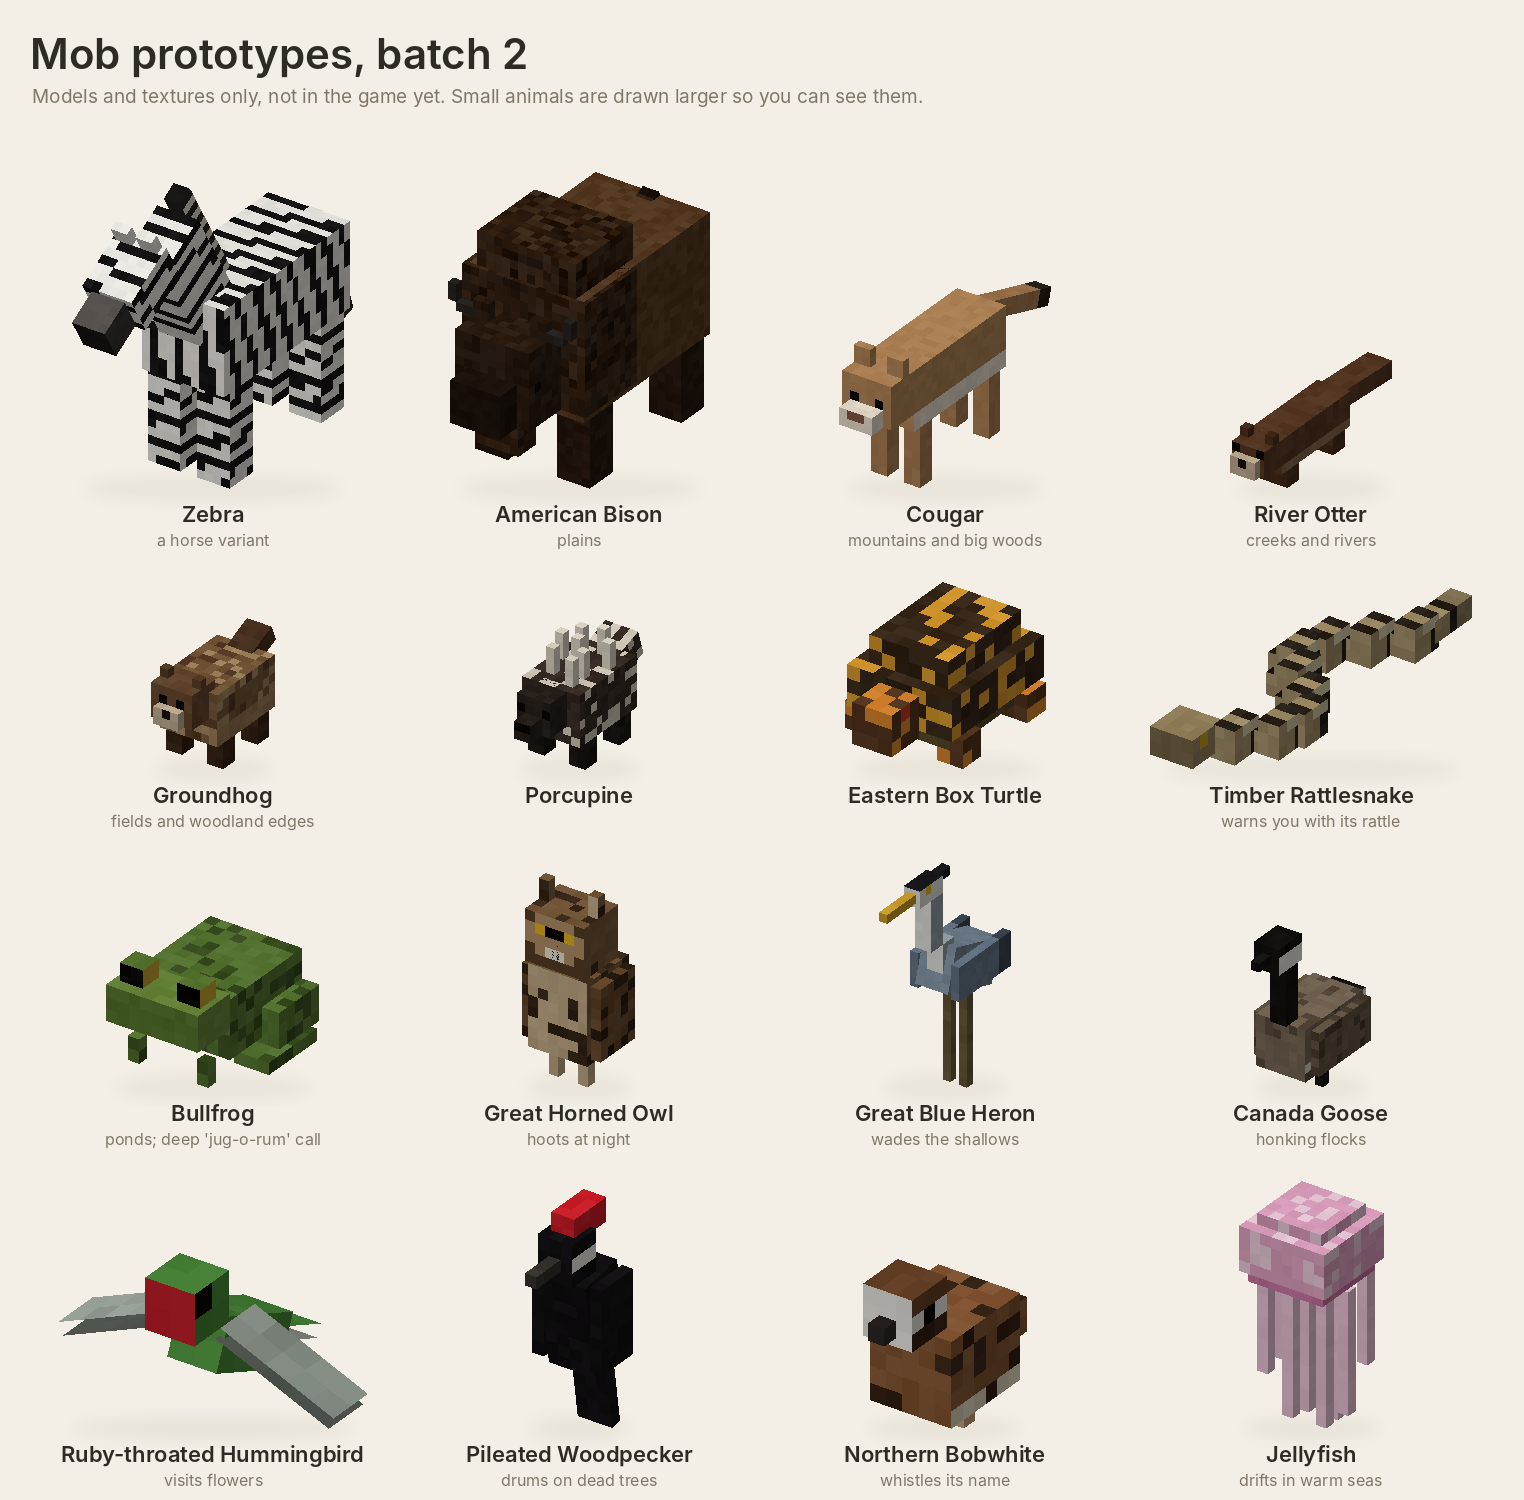 Mob prototypes, batch 2
Models and textures only, not in the game yet. Small animals are drawn larger so you can see them.
Zebra
a horse variant
American Bison
plains
Cougar
mountains and big woods
River Otter
creeks and rivers
Groundhog
fields and woodland edges
Porcupine
Eastern Box Turtle
Timber Rattlesnake
warns you with its rattle
Bullfrog
ponds; deep 'jug-o-rum' call
Great Horned Owl
hoots at night
Great Blue Heron
wades the shallows
Canada Goose
honking flocks
Ruby-throated Hummingbird
visits flowers
Pileated Woodpecker
drums on dead trees
Northern Bobwhite
whistles its name
Jellyfish
drifts in warm seas